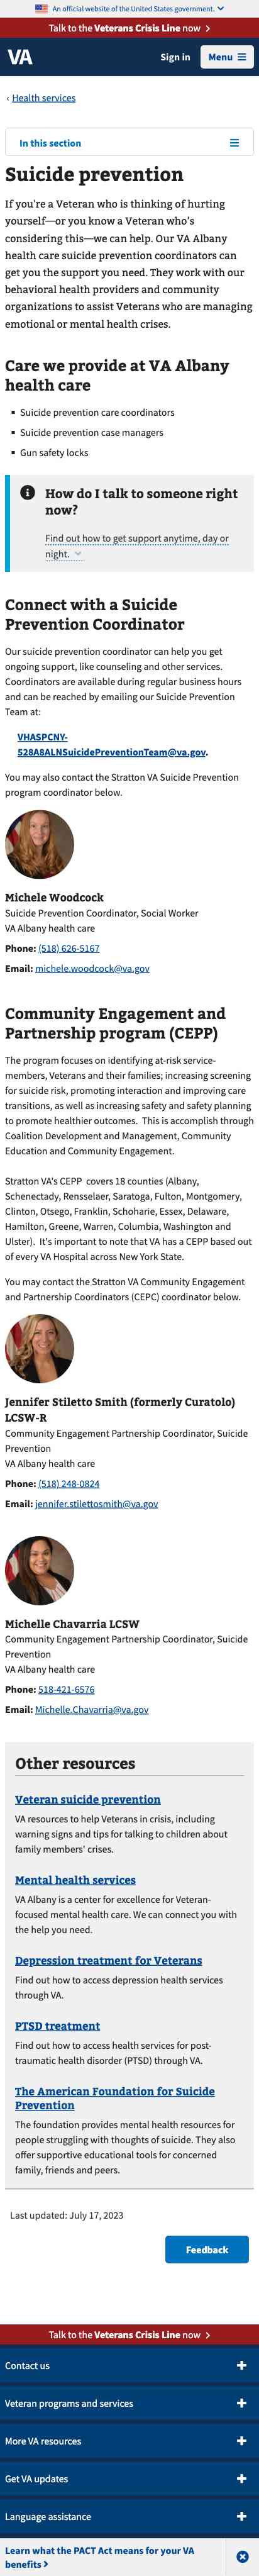 An official website of the United States government.
Talk to the Veterans Crisis Line now
VA
Sign in
Menu
‹ Health services
In this section
Suicide prevention
If you're a Veteran who is thinking of hurting
yourself—or you know a Veteran who's
considering this—we can help. Our VA Albany
health care suicide prevention coordinators can
get you the support you need. They work with our
behavioral health providers and community
organizations to assist Veterans who are managing
emotional or mental health crises.
Care we provide at VA Albany
health care
▪ Suicide prevention care coordinators
▪ Suicide prevention case managers
▪ Gun safety locks
How do I talk to someone right
now?
Find out how to get support anytime, day or
night.
Connect with a Suicide
Prevention Coordinator
Our suicide prevention coordinator can help you get
ongoing support, like counseling and other services.
Coordinators are available during regular business hours
and can be reached by emailing our Suicide Prevention
Team at:
VHASPCNY-
528A8ALNSuicidePreventionTeam@va.gov.
You may also contact the Stratton VA Suicide Prevention
program coordinator below.
Michele Woodcock
Suicide Prevention Coordinator, Social Worker
VA Albany health care
Phone: (518) 626-5167
Email: michele.woodcock@va.gov
Community Engagement and
Partnership program (CEPP)
The program focuses on identifying at-risk service-
members, Veterans and their families; increasing screening
for suicide risk, promoting interaction and improving care
transitions, as well as increasing safety and safety planning
to promote healthier outcomes.  This is accomplish through
Coalition Development and Management, Community
Education and Community Engagement.
Stratton VA's CEPP  covers 18 counties (Albany,
Schenectady, Rensselaer, Saratoga, Fulton, Montgomery,
Clinton, Otsego, Franklin, Schoharie, Essex, Delaware,
Hamilton, Greene, Warren, Columbia, Washington and
Ulster).  It's important to note that VA has a CEPP based out
of every VA Hospital across New York State.
You may contact the Stratton VA Community Engagement
and Partnership Coordinators (CEPC) coordinator below.
Jennifer Stiletto Smith (formerly Curatolo)
LCSW-R
Community Engagement Partnership Coordinator, Suicide
Prevention
VA Albany health care
Phone: (518) 248-0824
Email: jennifer.stilettosmith@va.gov
Michelle Chavarria LCSW
Community Engagement Partnership Coordinator, Suicide
Prevention
VA Albany health care
Phone: 518-421-6576
Email: Michelle.Chavarria@va.gov
Other resources
Veteran suicide prevention
VA resources to help Veterans in crisis, including
warning signs and tips for talking to children about
family members' crises.
Mental health services
VA Albany is a center for excellence for Veteran-
focused mental health care. We can connect you with
the help you need.
Depression treatment for Veterans
Find out how to access depression health services
through VA.
PTSD treatment
Find out how to access health services for post-
traumatic health disorder (PTSD) through VA.
The American Foundation for Suicide
Prevention
The foundation provides mental health resources for
people struggling with thoughts of suicide. They also
offer supportive educational tools for concerned
family, friends and peers.
Last updated: July 17, 2023
Feedback
Talk to the Veterans Crisis Line now
Contact us
Veteran programs and services
More VA resources
Get VA updates
Language assistance
Learn what the PACT Act means for your VA
benefits